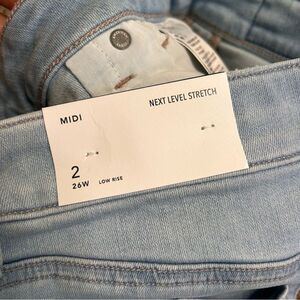 MIDI
NEXT LEVEL STRETCH
2
26W LOW RISE